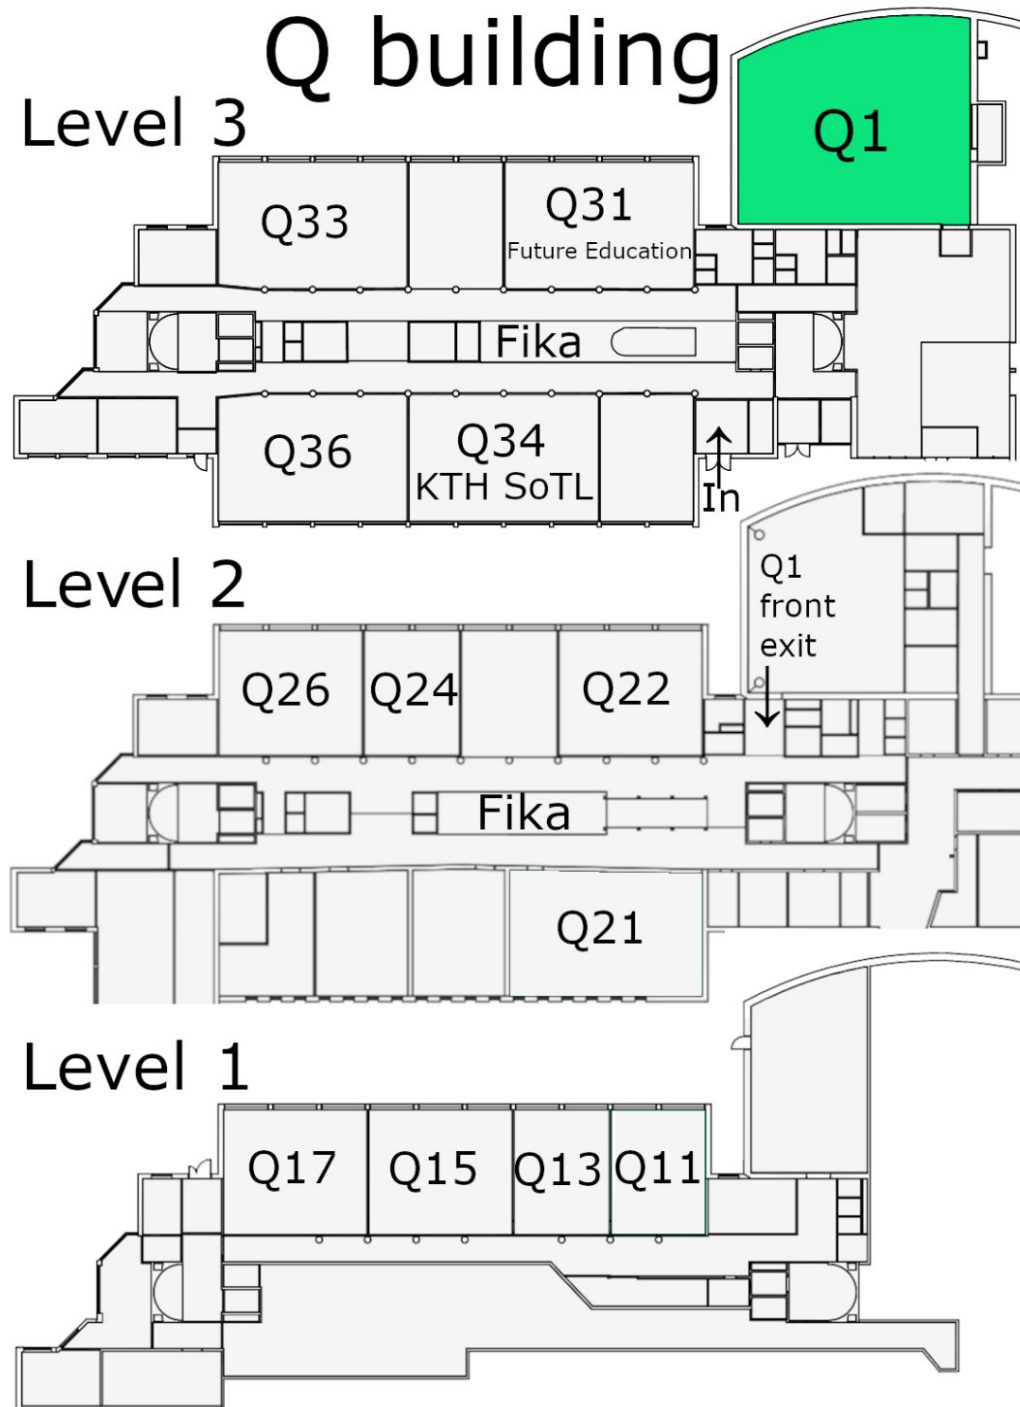 Q building
Level 3
Q1
Q33
Q31
Future Education
Fika
Q36
Q34
KTH SoTL
In
Level 2
Q1
front
exit
Q26
Q24
Q22
Fika
Q21
Level 1
Q17
Q15
Q13
Q11